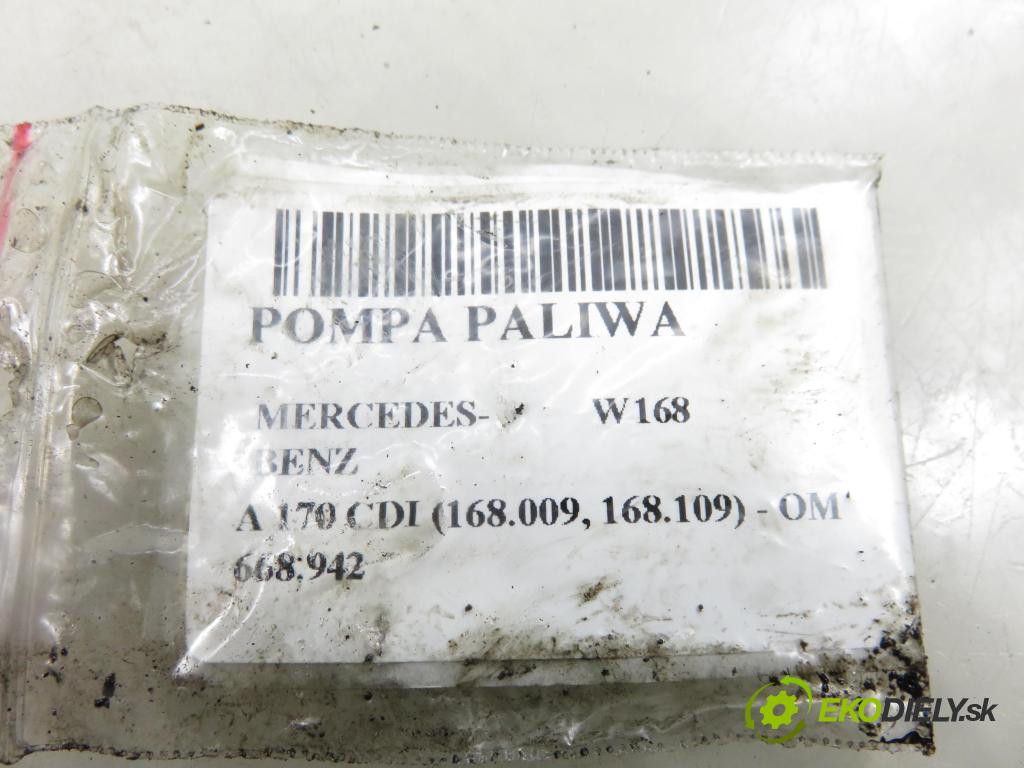 POMPA PALIWA
MERCEDES- W168
BENZ
A 170 CDI (168.009, 168.109) - OM
668.942
EKODIELY.sk